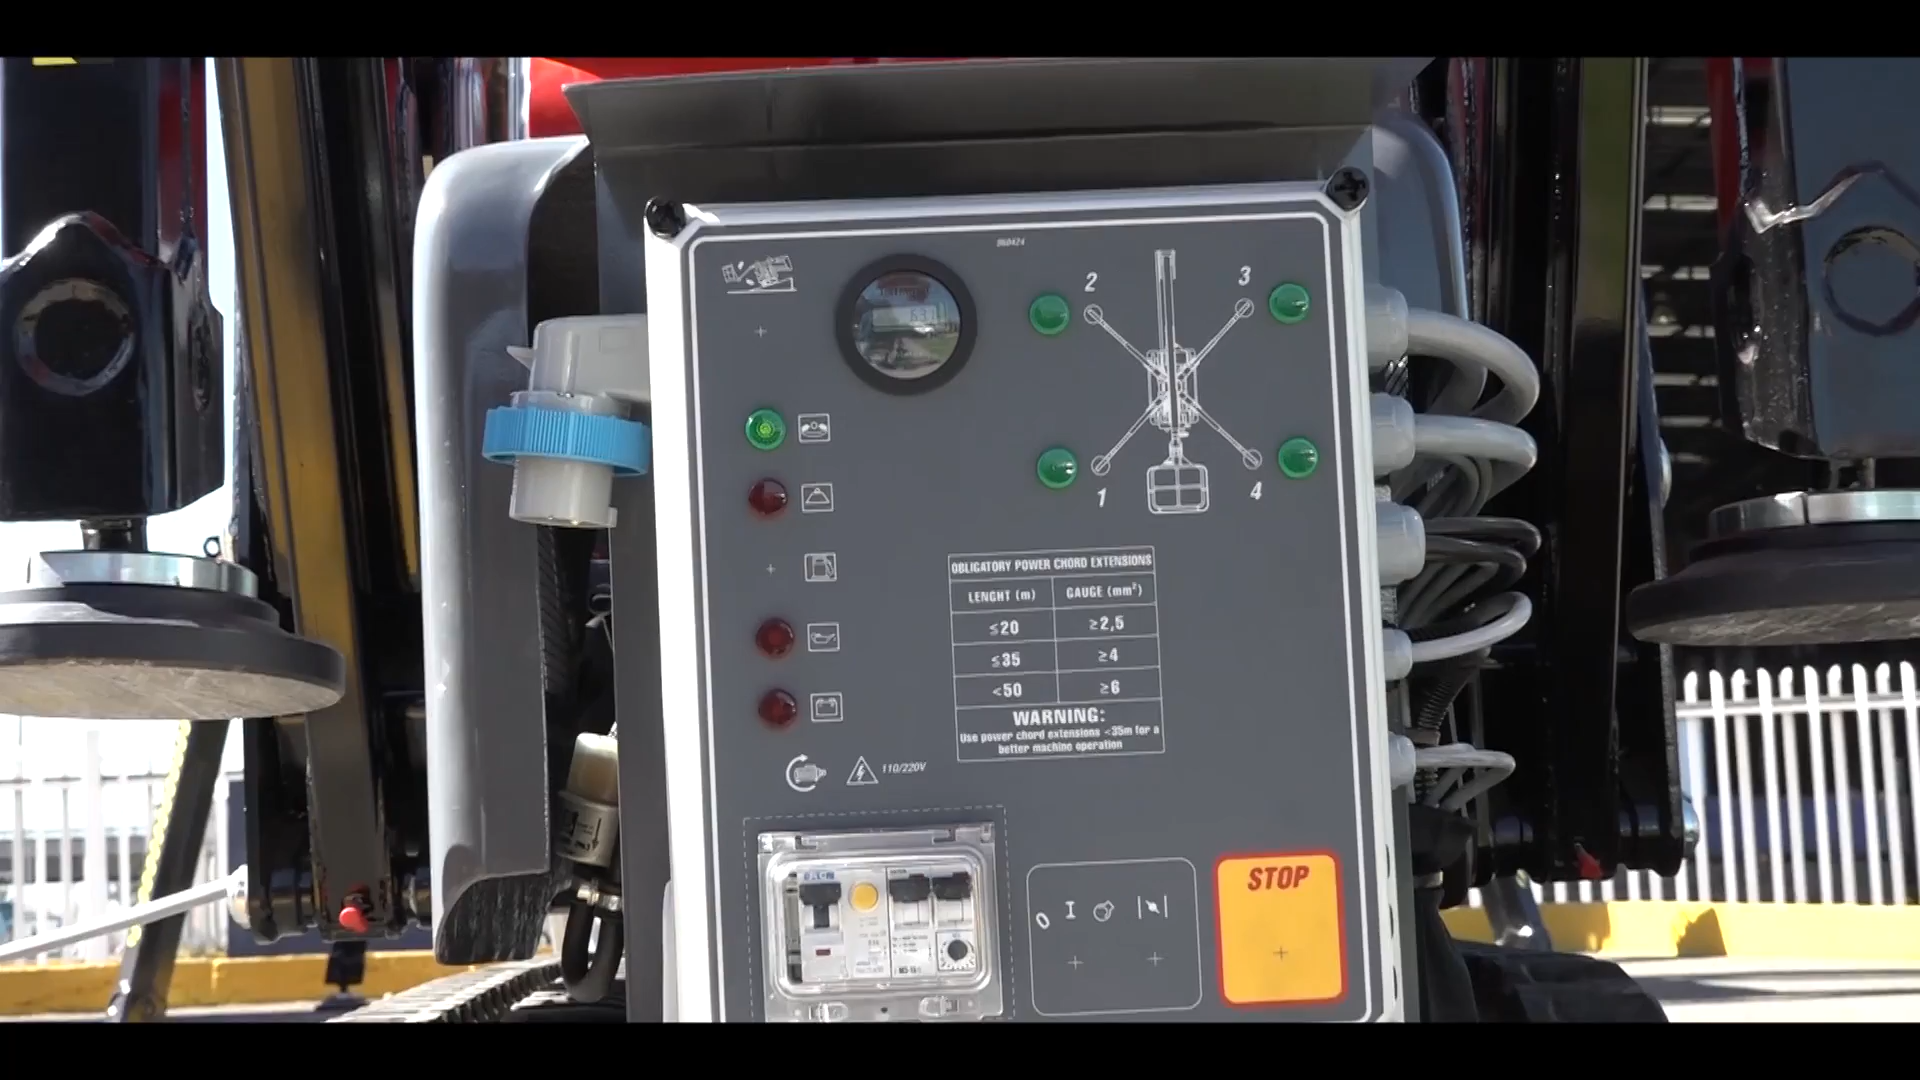 060424
2
3
1
4
OBLIGATORY POWER CHORD EXTENSIONS
LENGHT (m) GAUGE (mm²)
≤20 ≥2,5
≤35 ≥4
<50 ≥6
WARNING:
Use power chord extensions <35m for a
better machine operation
110/220V
0 I
STOP